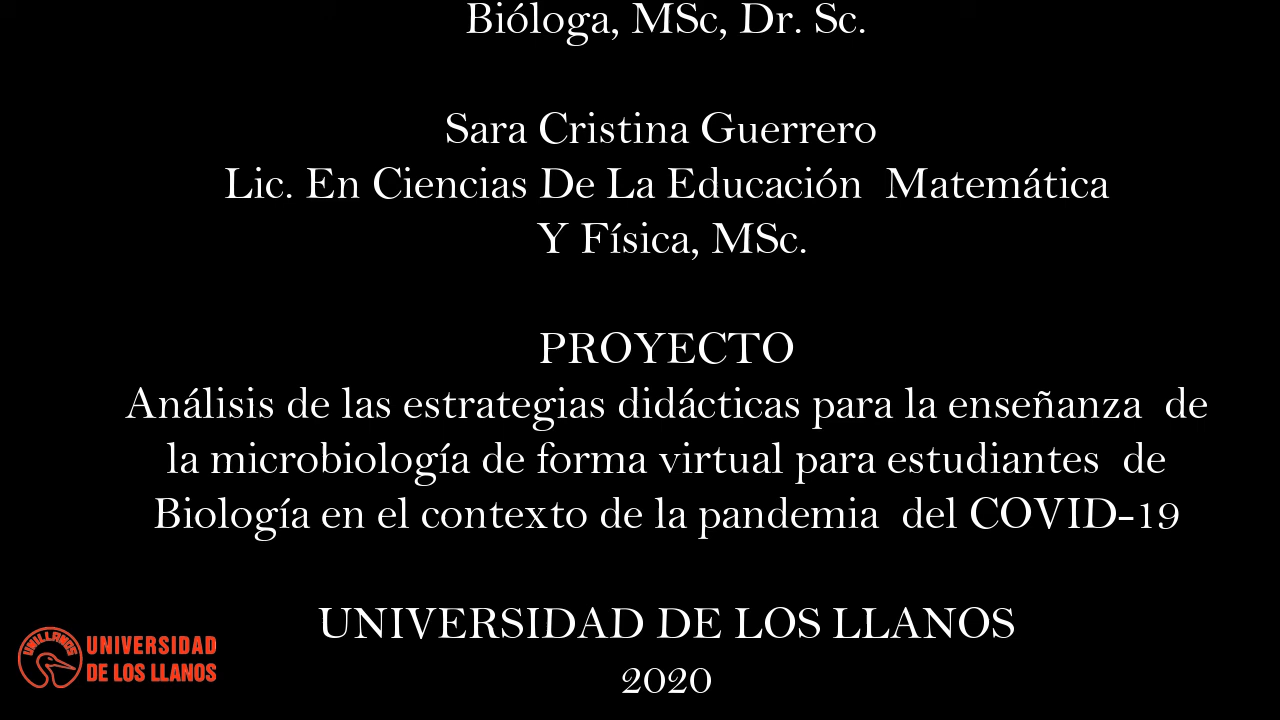 Bióloga, MSc, Dr. Sc.
Sara Cristina Guerrero
Lic. En Ciencias De La Educación Matemática
Y Física, MSc.
PROYECTO
Análisis de las estrategias didácticas para la enseñanza de
la microbiología de forma virtual para estudiantes de
Biología en el contexto de la pandemia del COVID-19
UNIVERSIDAD DE LOS LLANOS
2020
UNILLANOS
UNIVERSIDAD
DE LOS LLANOS